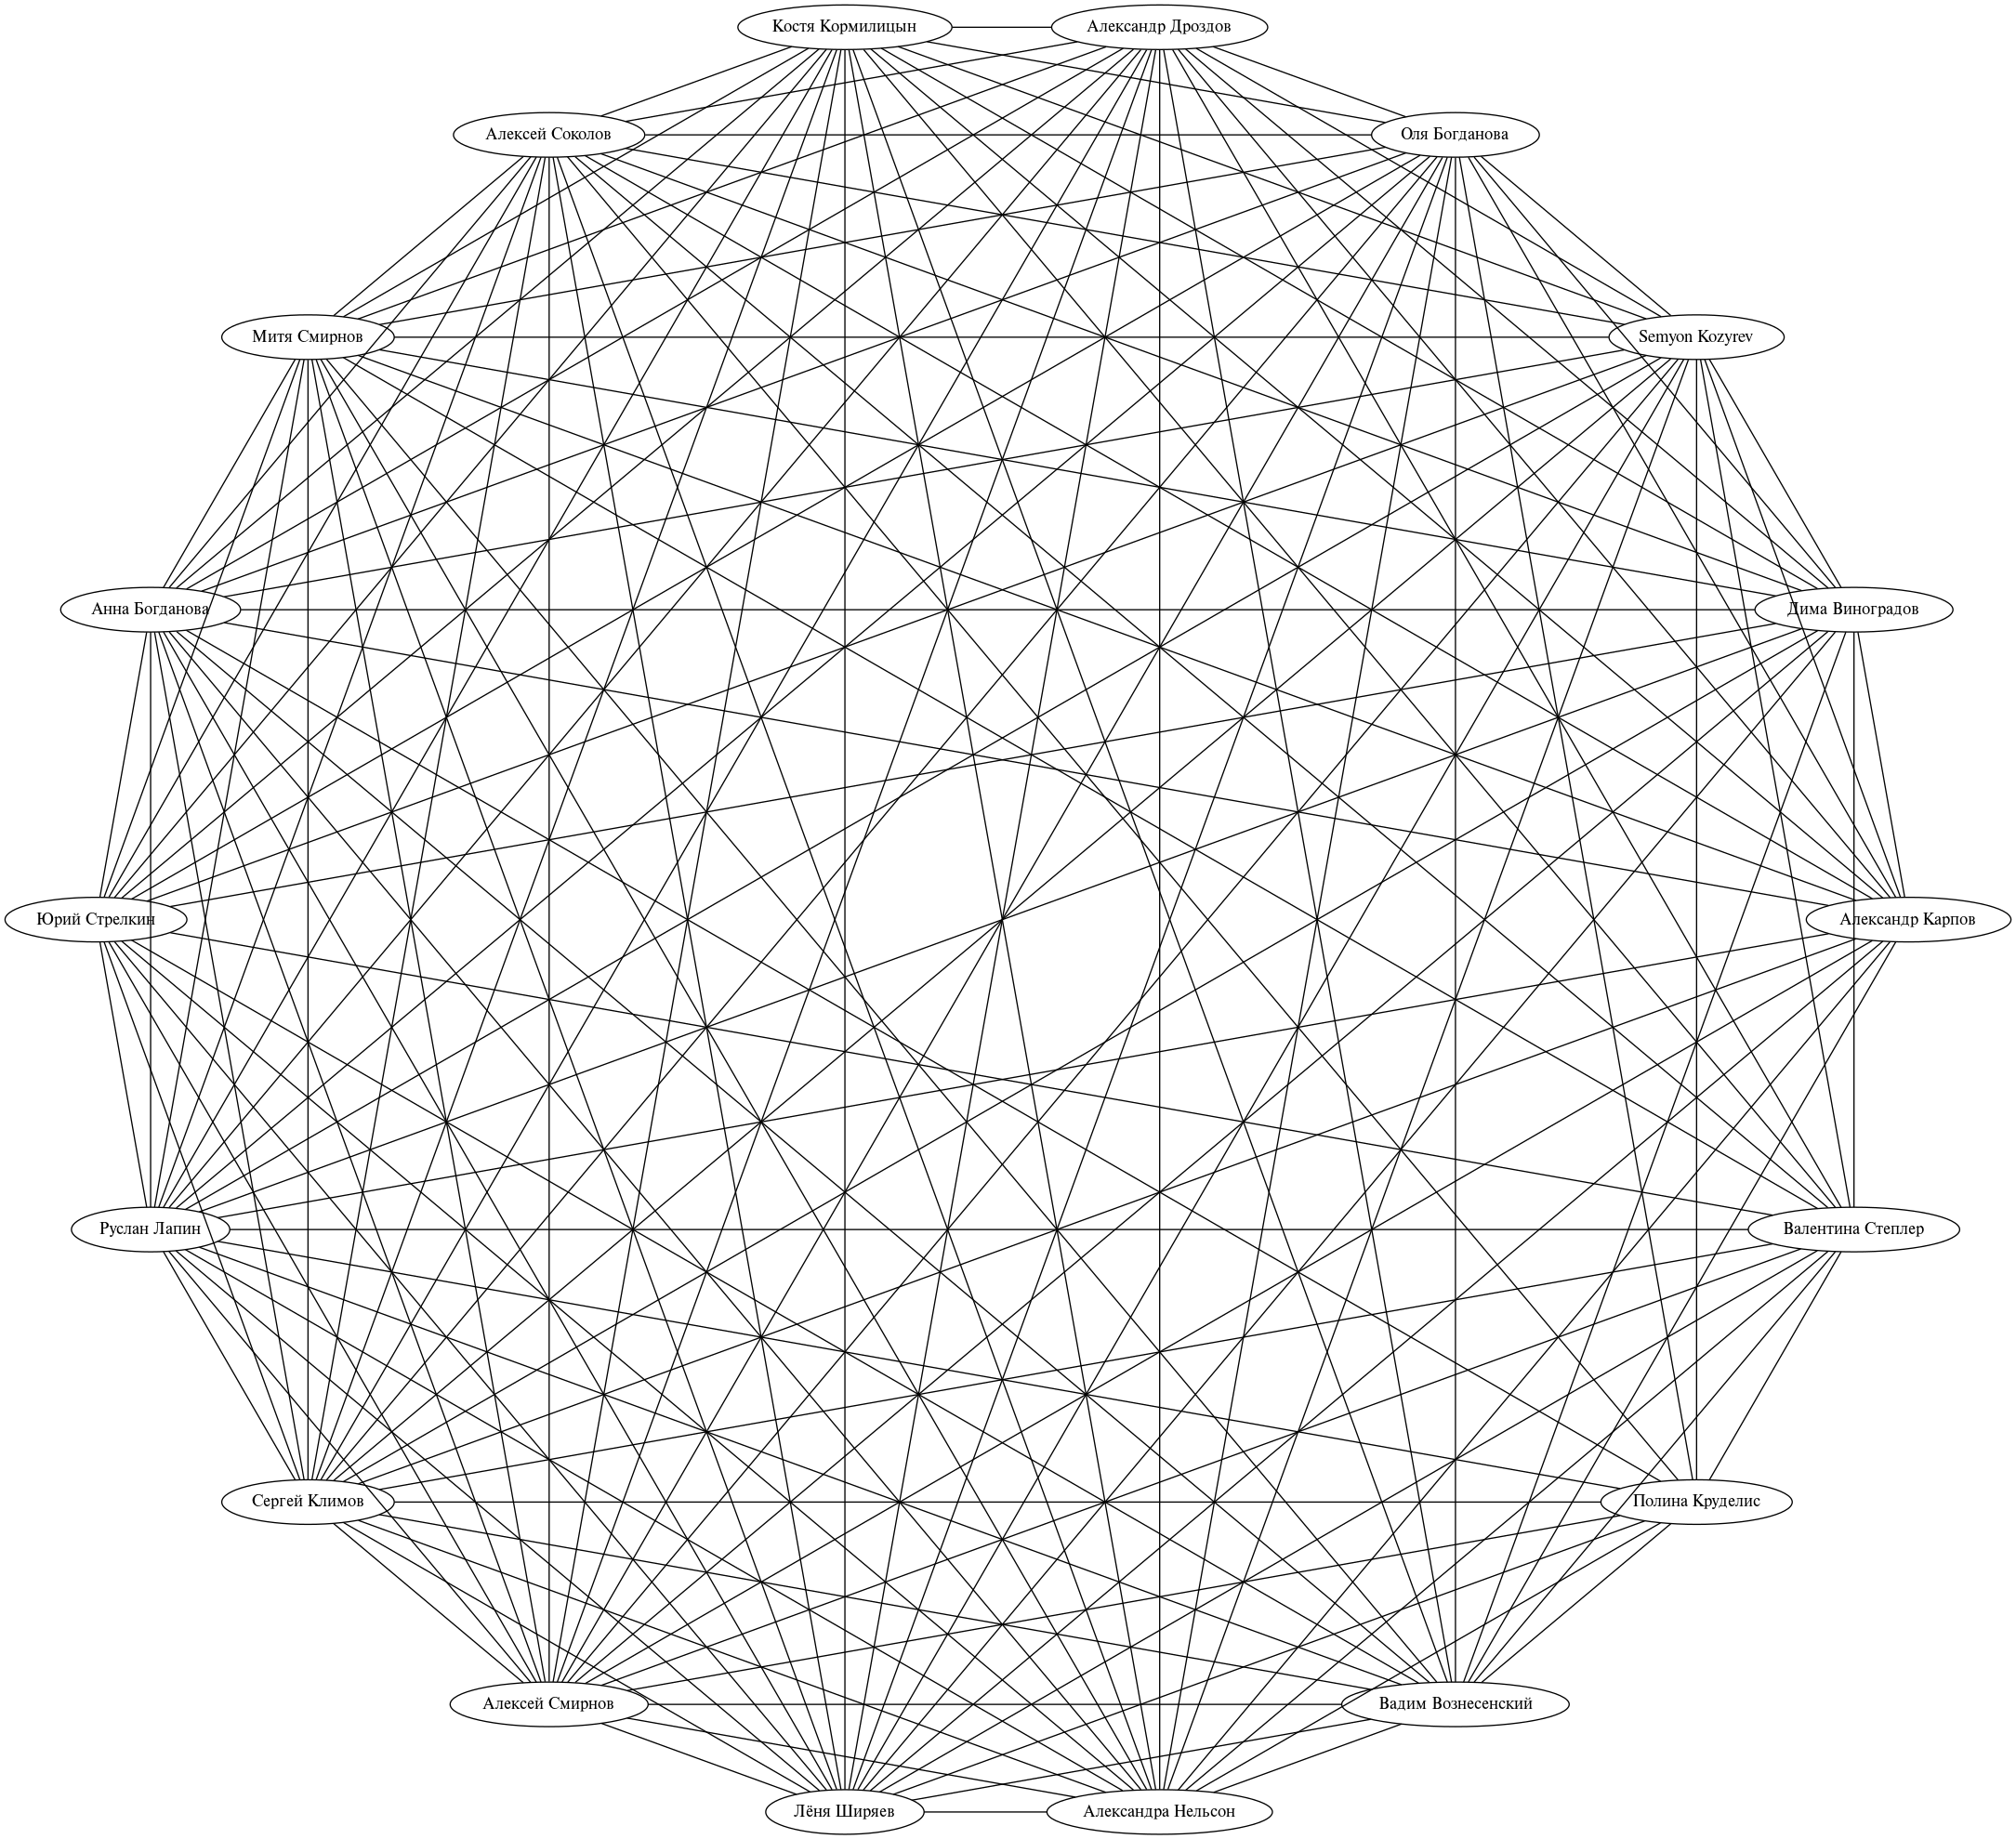 Костя Кормилицын
Александр Дроздов
Алексей Соколов
Оля Богданова
Митя Смирнов
Semyon Kozyrev
Анна Богданова
Дима Виноградов
Юрий Стрелкин
Александр Карпов
Руслан Лапин
Валентина Степлер
Сергей Климов
Полина Круделис
Алексей Смирнов
Вадим Вознесенский
Лёня Ширяев
Александра Нельсон